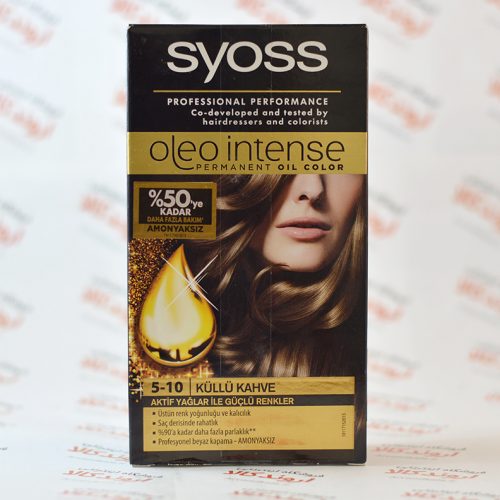 syoss
PROFESSIONAL PERFORMANCE
Co-developed and tested by
hairdressers and colorists
oleo intense
PERMANENT OIL COLOR
%50'ye
KADAR
DAHA FAZLA BAKIM*
AMONYAKSIZ
5-10 KÜLLÜ KAHVE
AKTİF YAĞLAR İLE GÜÇLÜ RENKLER
• Üstün renk yoğunluğu ve kalıcılık
• Saç derisinde rahatlık
• %90'a kadar daha fazla parlaklık**
• Profesyonel beyaz kapama – AMONYAKSIZ